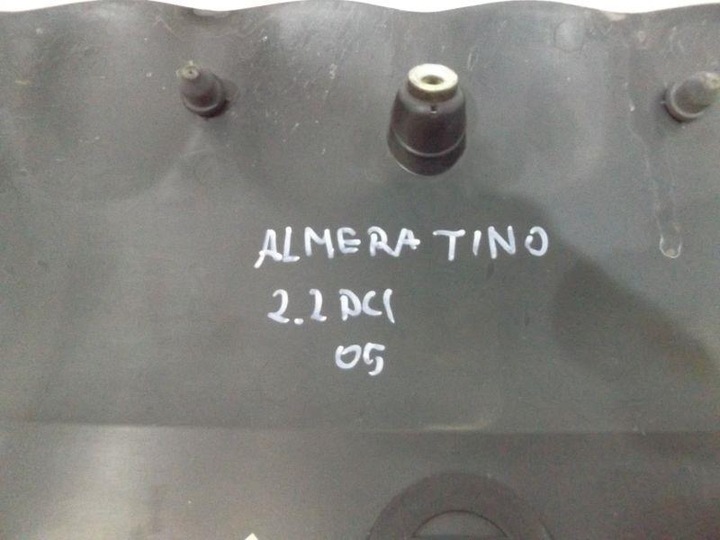 ALMERA TINO
2.2 DCI
05